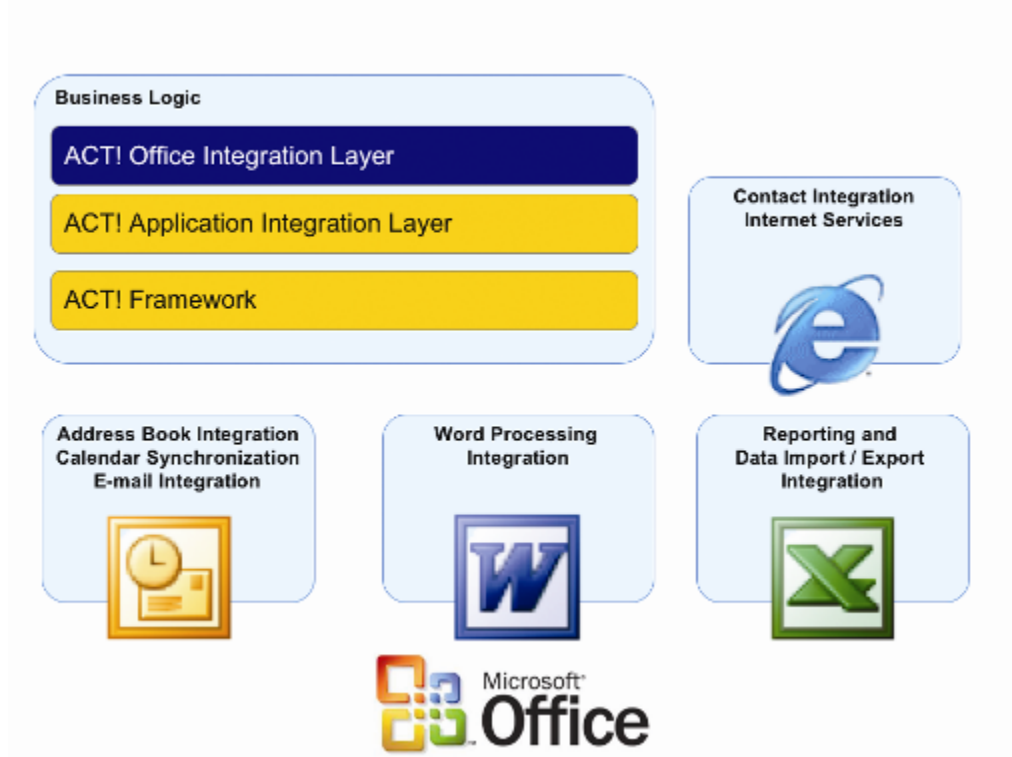 Business Logic
ACT! Office Integration Layer
ACT! Application Integration Layer
ACT! Framework
Contact Integration
Internet Services
Address Book Integration
Calendar Synchronization
E-mail Integration
Word Processing
Integration
Reporting and
Data Import / Export
Integration
Microsoft
Office